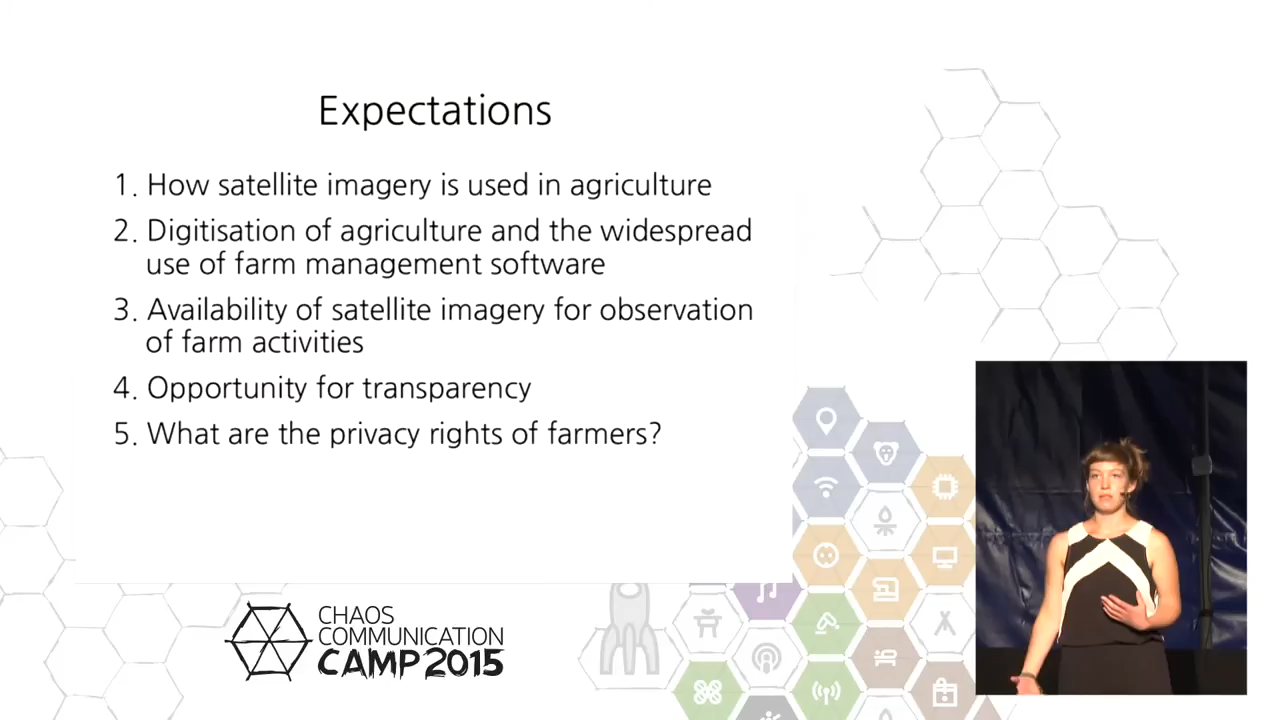 Expectations
1. How satellite imagery is used in agriculture
2. Digitisation of agriculture and the widespread
use of farm management software
3. Availability of satellite imagery for observation
of farm activities
4. Opportunity for transparency
5. What are the privacy rights of farmers?
CHAOS
COMMUNICATION
CAMP 2015